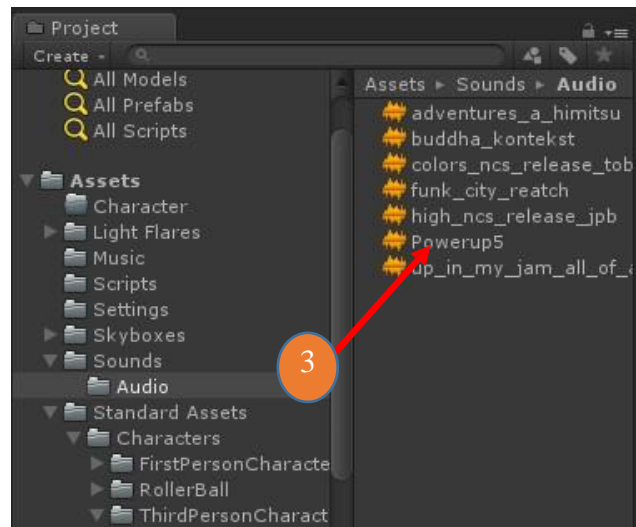 Project
Create
All Models
All Prefabs
All Scripts
Assets
Character
Light Flares
Music
Scripts
Settings
Skyboxes
Sounds
Audio
Standard Assets
Characters
FirstPersonCharacte
RollerBall
ThirdPersonCharact
Assets ▸ Sounds ▸ Audio
adventures_a_himitsu
buddha_kontekst
colors_ncs_release_tob
funk_city_reatch
high_ncs_release_jpb
Powerup5
up_in_my_jam_all_of_a
3